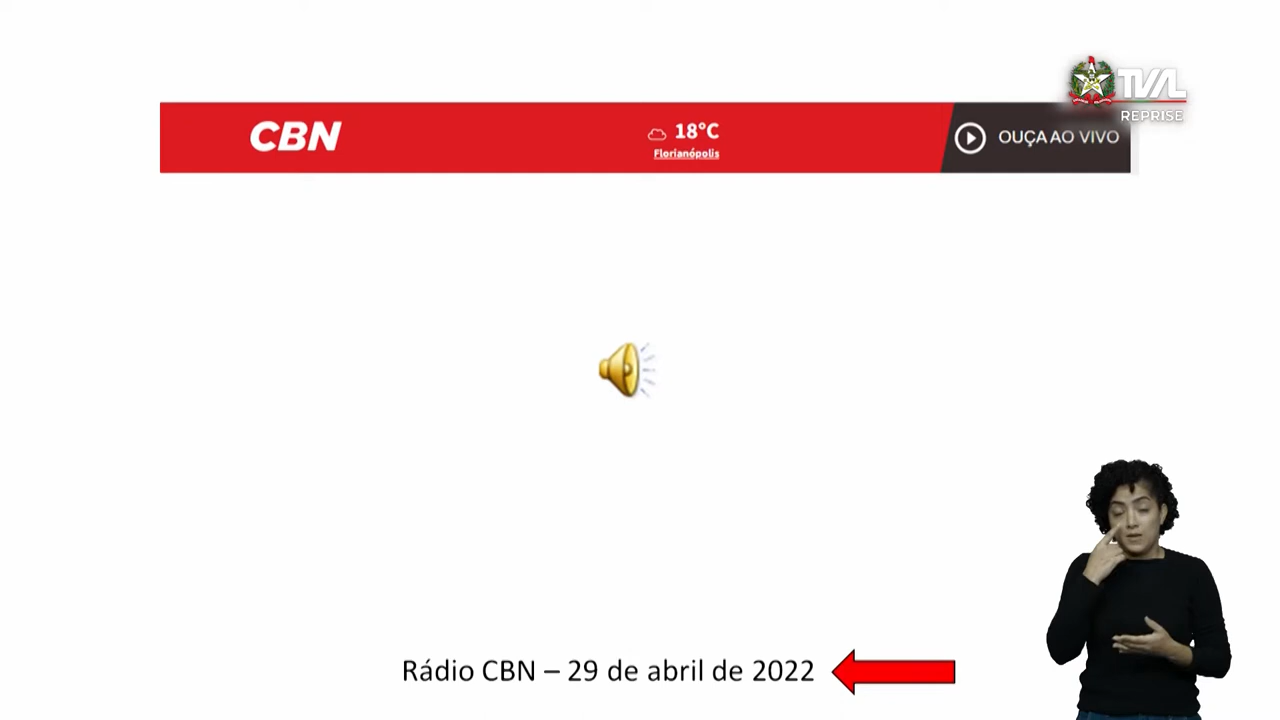 TVAL
REPRISE
CBN
18°C
Florianópolis
OUÇA AO VIVO
Rádio CBN – 29 de abril de 2022